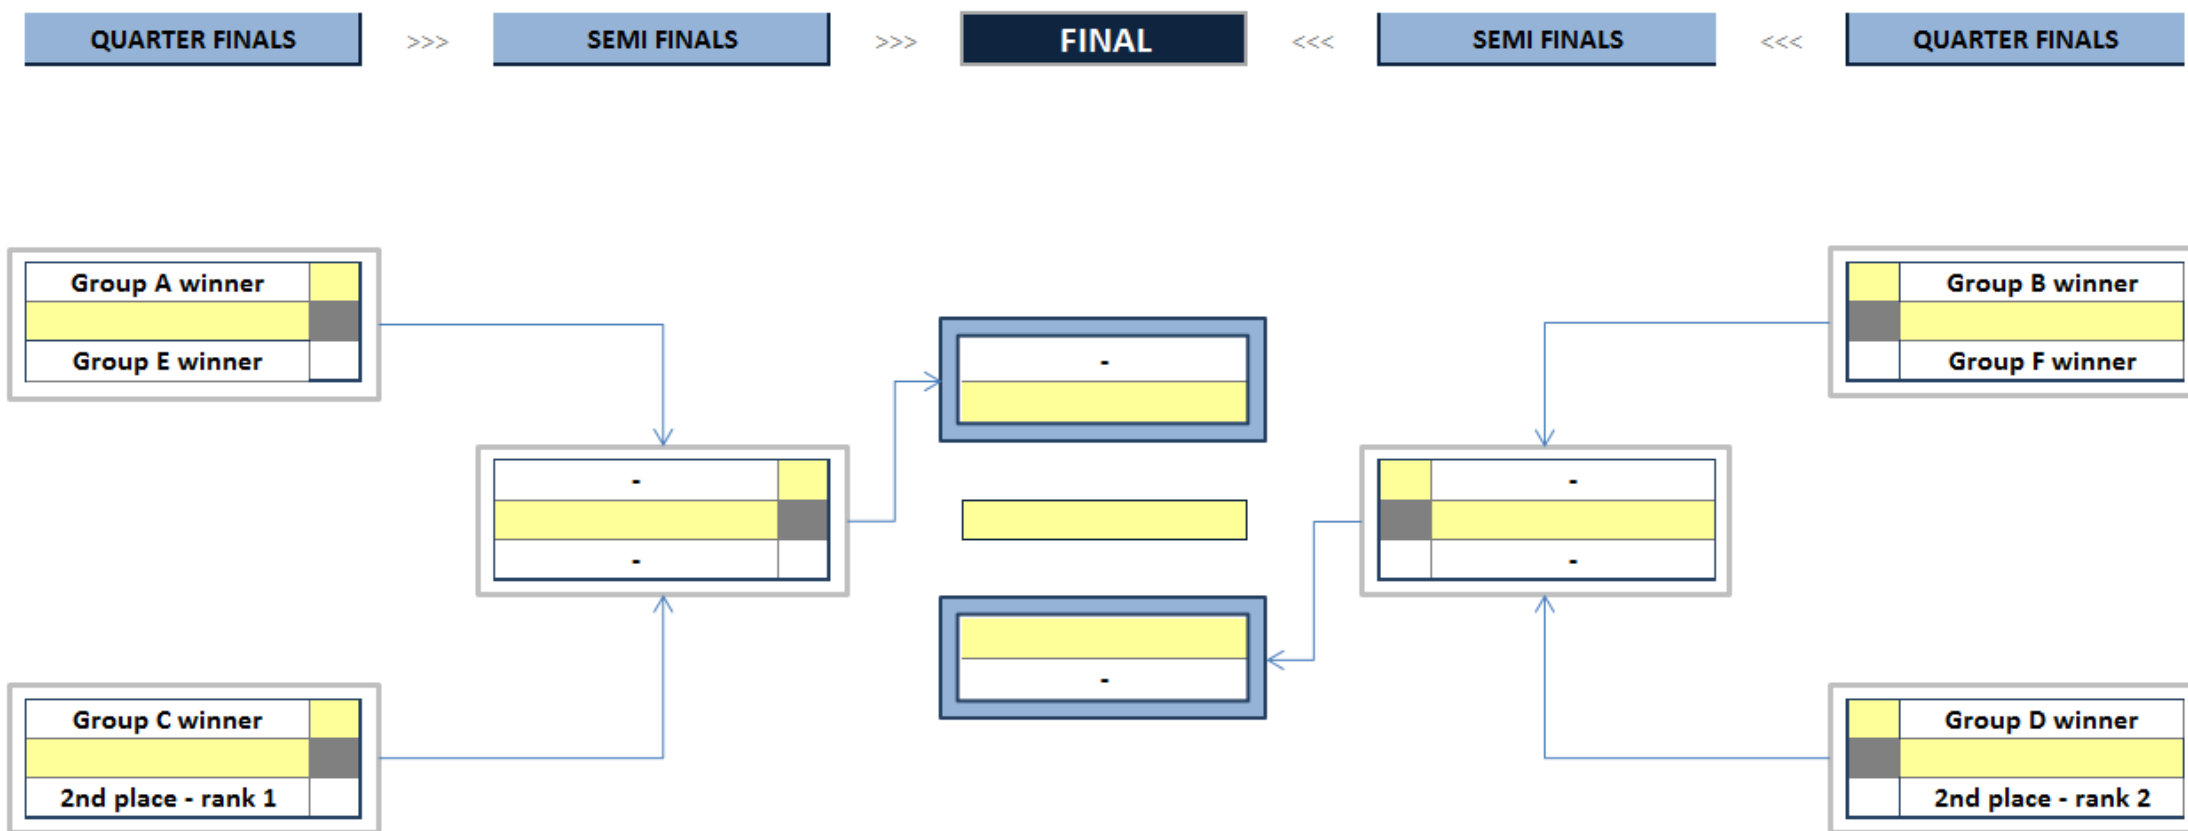 QUARTER FINALS >>> SEMI FINALS >>> FINAL <<< SEMI FINALS <<< QUARTER FINALS
Group A winner
Group E winner
Group B winner
Group F winner
-
-
-
-
-
-
Group C winner
2nd place - rank 1
Group D winner
2nd place - rank 2